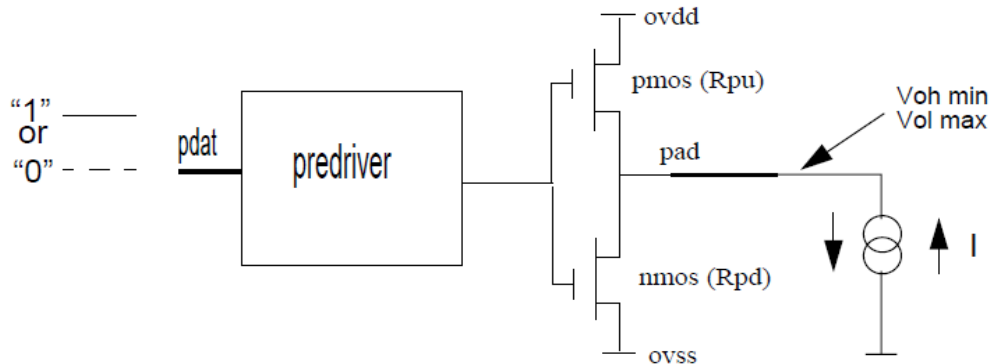 “1”
or
“0”
pdat
predriver
ovdd
pmos (Rpu)
pad
nmos (Rpd)
ovss
Voh min
Vol max
I